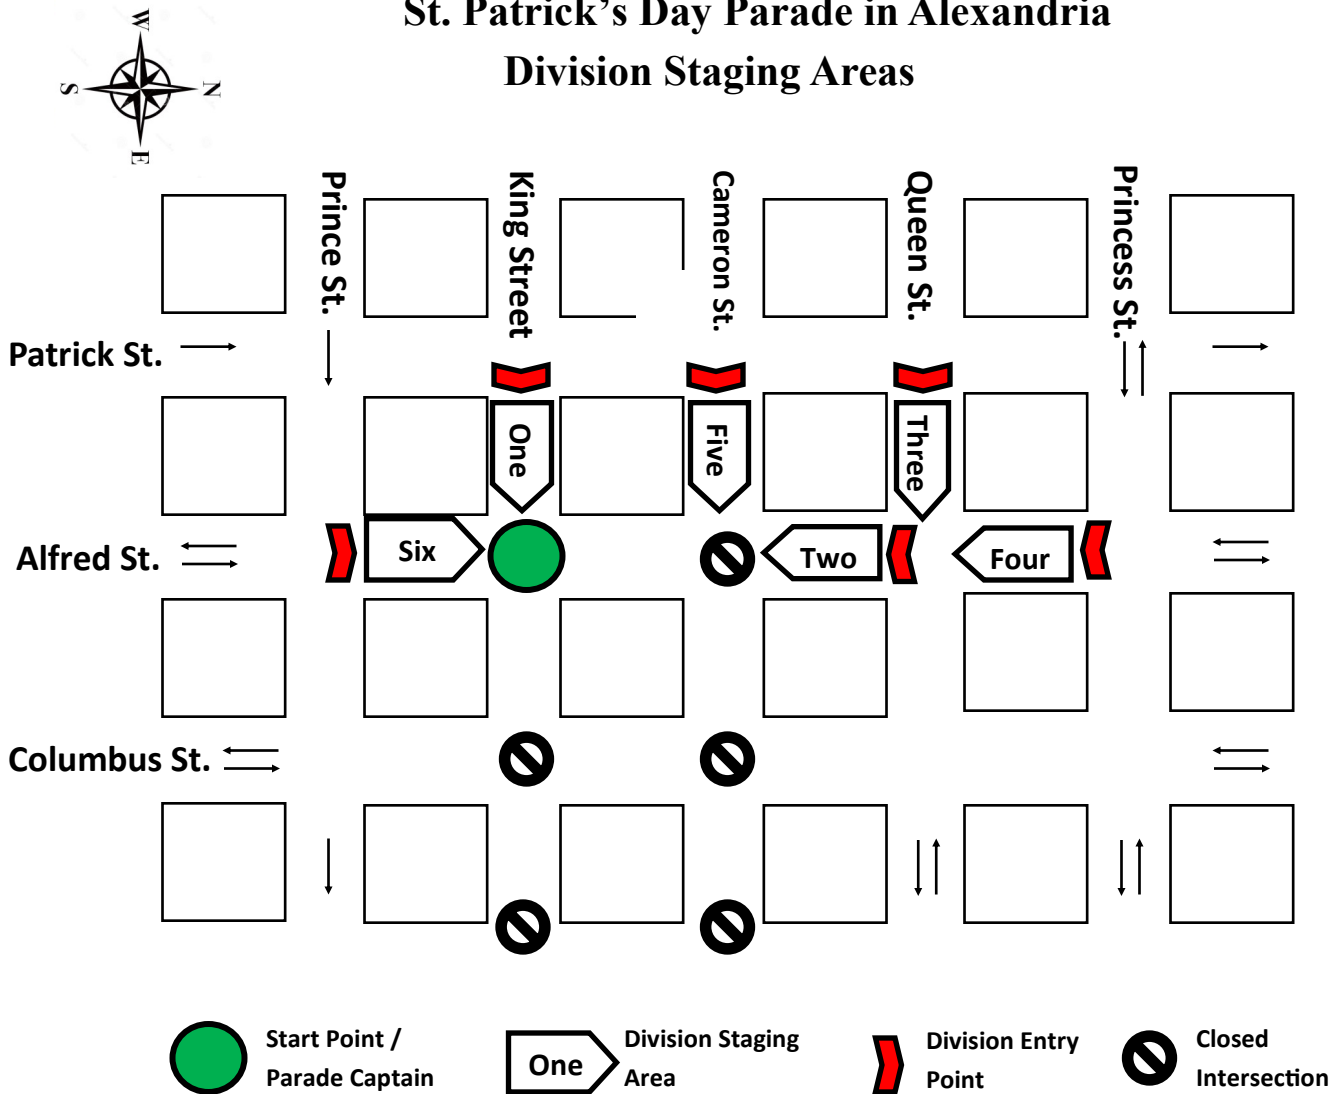 St. Patrick’s Day Parade in Alexandria
Division Staging Areas
W
S
N
E
Prince St.
King Street
Cameron St.
Queen St.
Princess St.
Patrick St.
One
Five
Three
Alfred St.
Six
Two
Four
Columbus St.
Start Point /
Parade Captain
One
Division Staging
Area
Division Entry
Point
Closed
Intersection